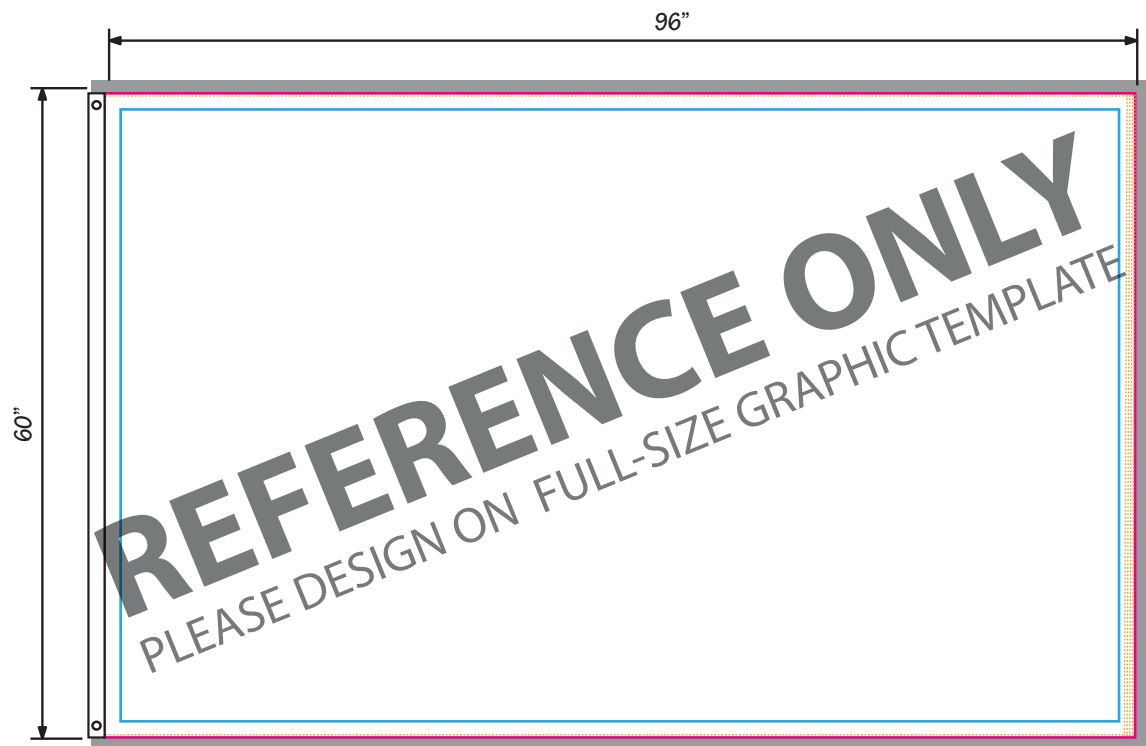 96”
60”
REFERENCE ONLY
PLEASE DESIGN ON FULL-SIZE GRAPHIC TEMPLATE